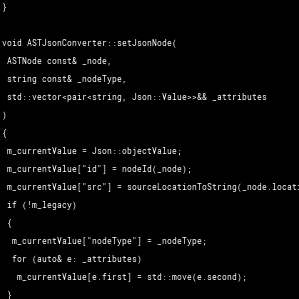 }
void ASTJsonConverter::setJsonNode(
ASTNode const& _node,
string const& _nodeType,
std::vector<pair<string, Json::Value>>&& _attributes
)
{
m_currentValue = Json::objectValue;
m_currentValue["id"] = nodeId(_node);
m_currentValue["src"] = sourceLocationToString(_node.locati
if (!m_legacy)
{
m_currentValue["nodeType"] = _nodeType;
for (auto& e: _attributes)
m_currentValue[e.first] = std::move(e.second);
}